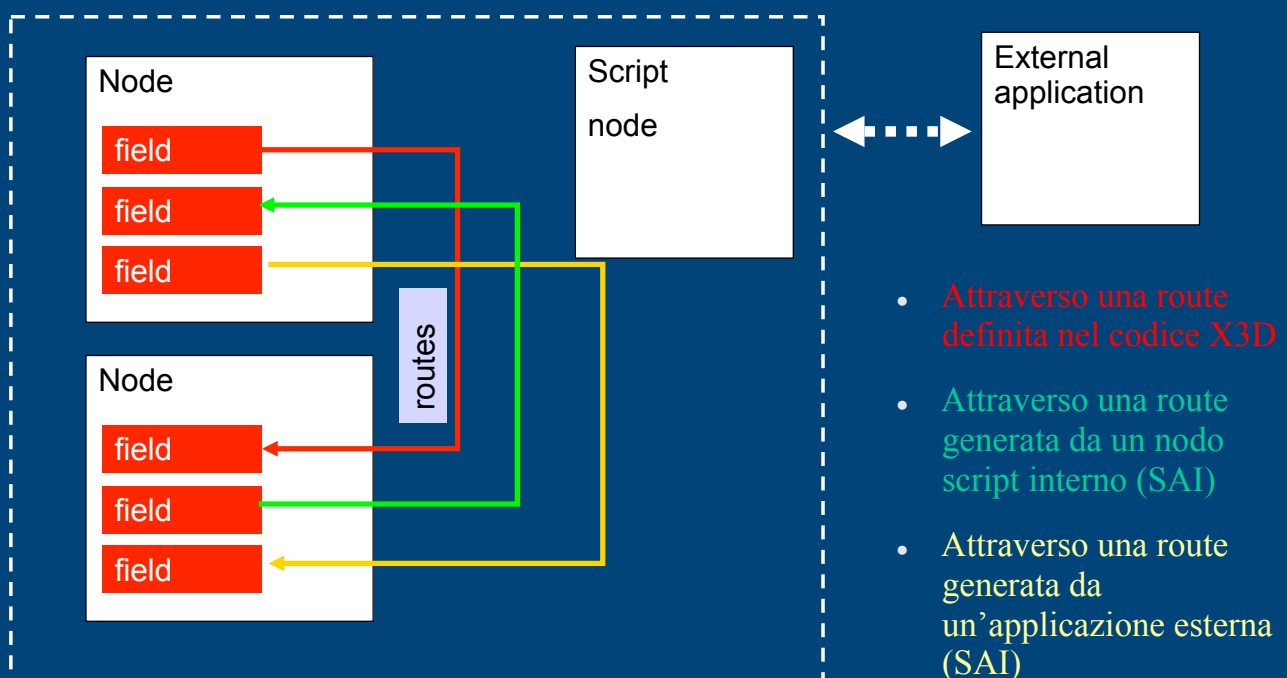 Node
field
field
field
Script
node
External
application
routes
Node
field
field
field
Attraverso una route
definita nel codice X3D
Attraverso una route
generata da un nodo
script interno (SAI)
Attraverso una route
generata da
un’applicazione esterna
(SAI)